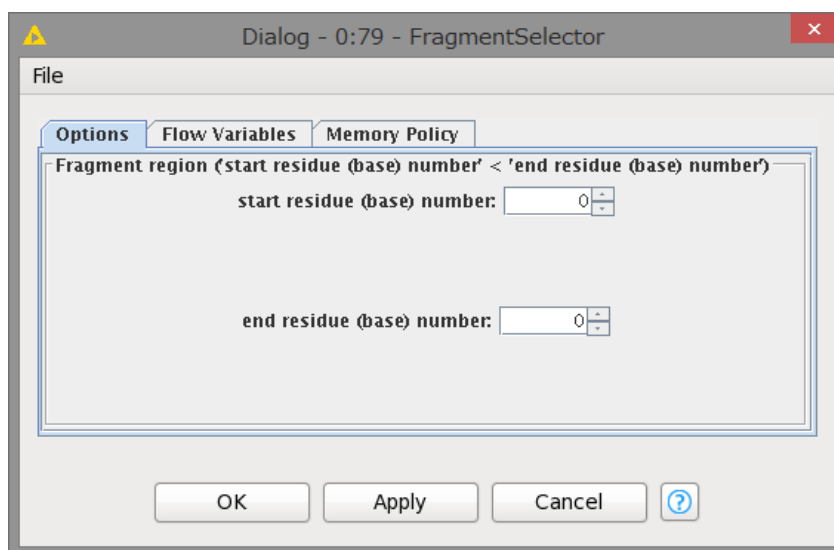 Dialog - 0:79 - FragmentSelector
×
File
Options Flow Variables Memory Policy
Fragment region ('start residue (base) number' < 'end residue (base) number')
start residue (base) number: 0
end residue (base) number: 0
OK Apply Cancel ?